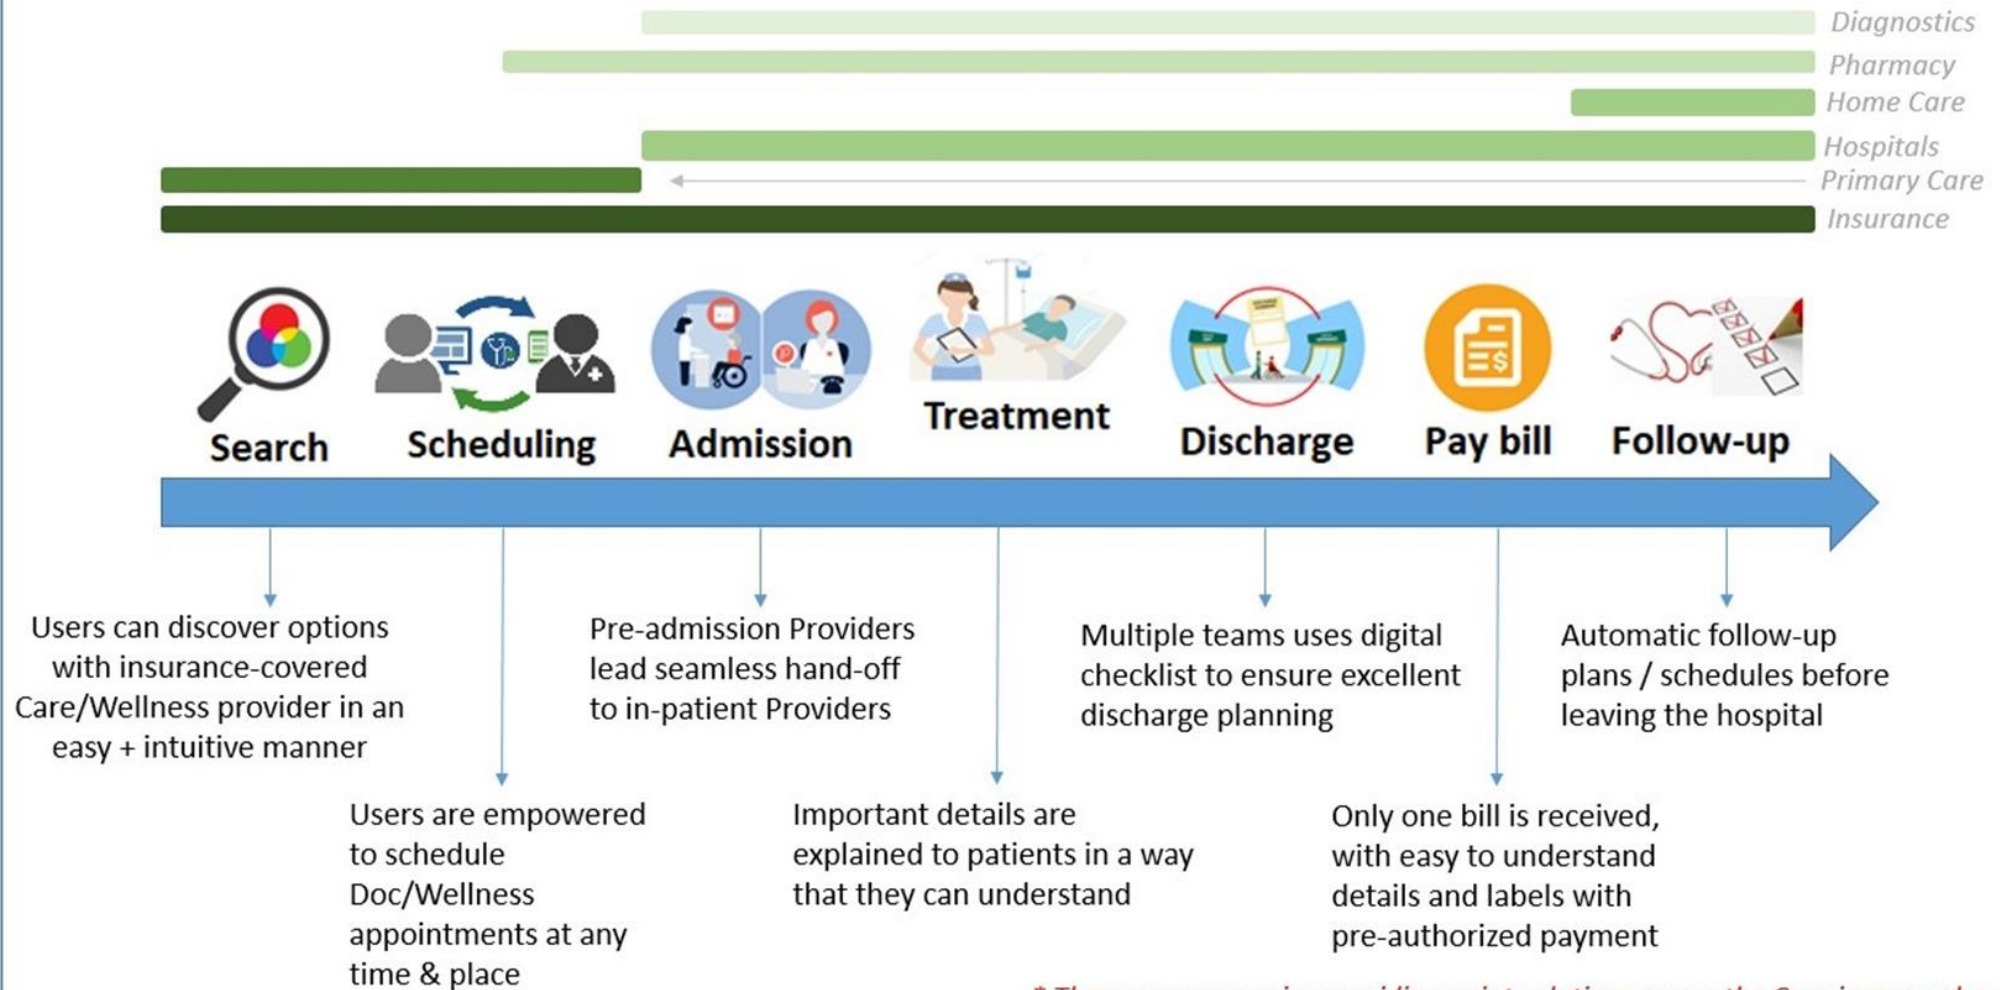 Diagnostics
Pharmacy
Home Care
Hospitals
Primary Care
Insurance
Search
Scheduling
Admission
Treatment
Discharge
Pay bill
Follow-up
Users can discover options
with insurance-covered
Care/Wellness provider in an
easy + intuitive manner
Users are empowered
to schedule
Doc/Wellness
appointments at any
time & place
Pre-admission Providers
lead seamless hand-off
to in-patient Providers
Important details are
explained to patients in a way
that they can understand
Multiple teams uses digital
checklist to ensure excellent
discharge planning
Only one bill is received,
with easy to understand
details and labels with
pre-authorized payment
Automatic follow-up
plans / schedules before
leaving the hospital